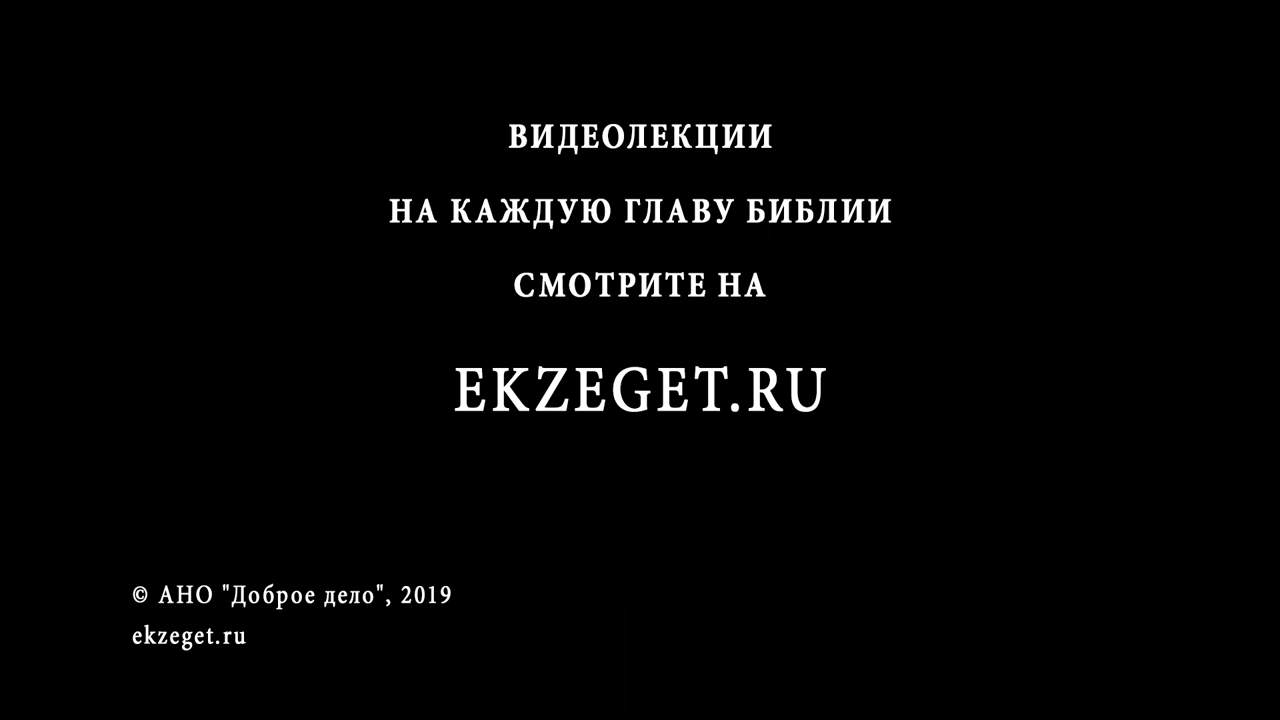 ВИДЕОЛЕКЦИИ
НА КАЖДУЮ ГЛАВУ БИБЛИИ
СМОТРИТЕ НА
EKZEGET.RU
© АНО "Доброе дело", 2019
ekzeget.ru